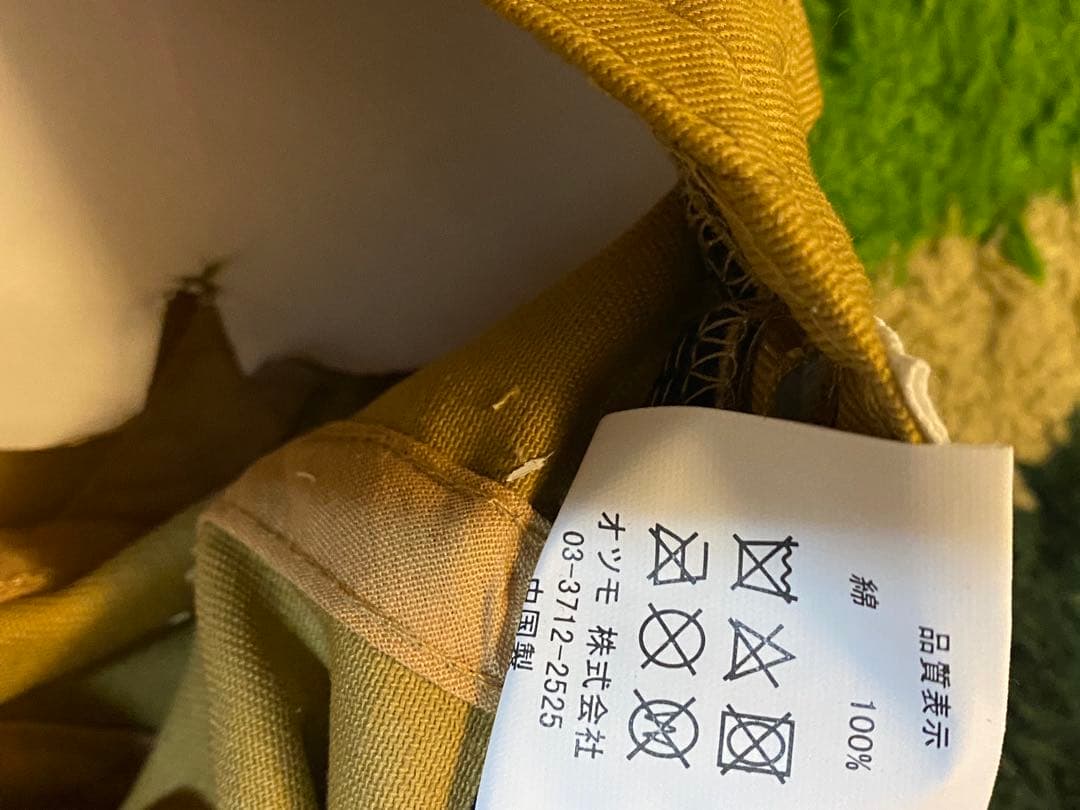 品質表示
綿 100%
オツモ 株式会社
03-3712-2525
中国製